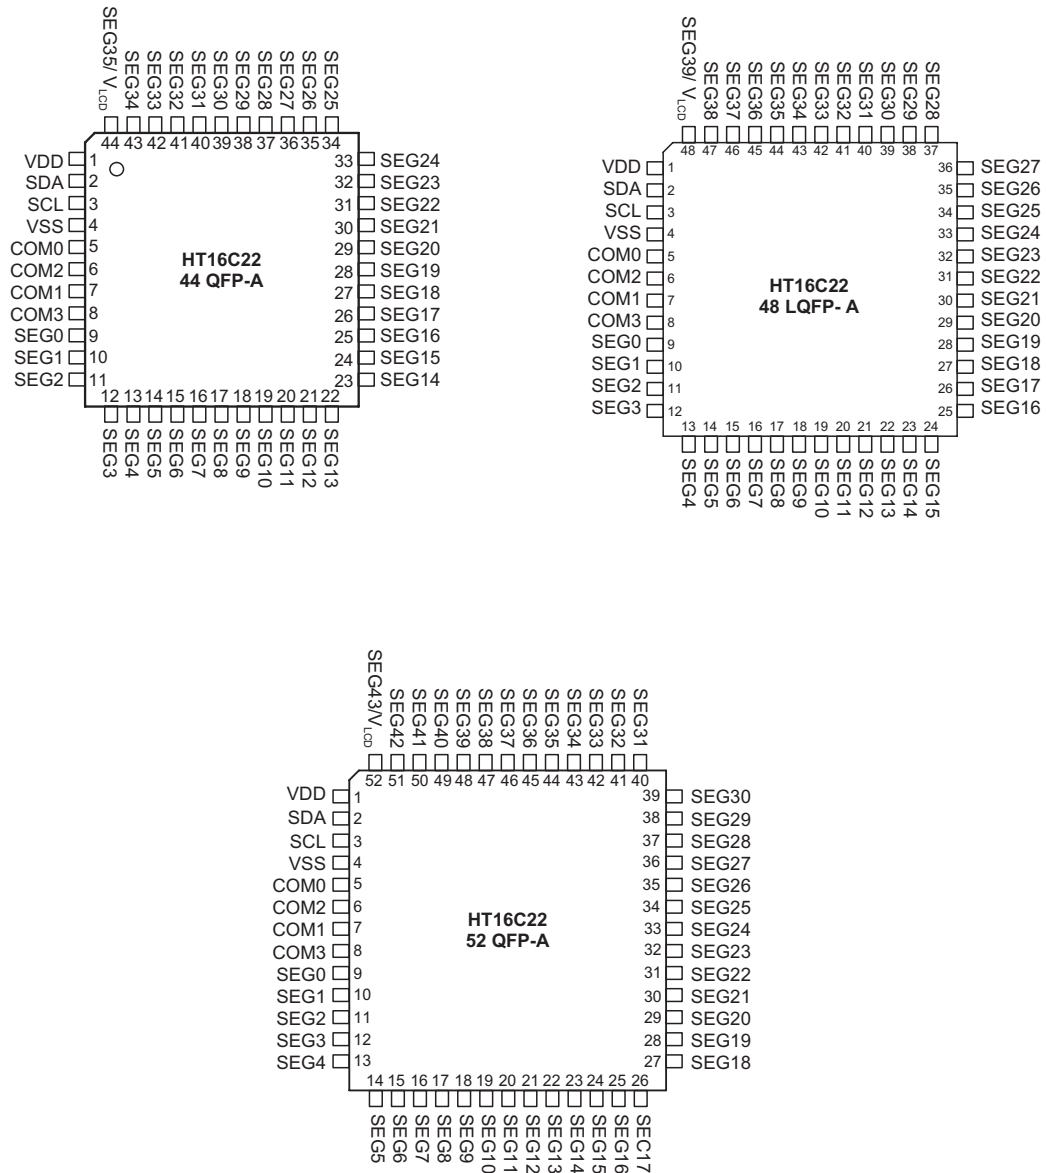 SEG35/ VLCD
SEG34
SEG33
SEG32
SEG31
SEG30
SEG29
SEG28
SEG27
SEG26
SEG25
44 43 42 41 40 39 38 37 36 35 34
VDD 1
SDA 2
SCL 3
VSS 4
COM0 5
COM2 6
COM1 7
COM3 8
SEG0 9
SEG1 10
SEG2 11
HT16C22
44 QFP-A
33 SEG24
32 SEG23
31 SEG22
30 SEG21
29 SEG20
28 SEG19
27 SEG18
26 SEG17
25 SEG16
24 SEG15
23 SEG14
12 13 14 15 16 17 18 19 20 21 22
SEG3
SEG4
SEG5
SEG6
SEG7
SEG8
SEG9
SEG10
SEG11
SEG12
SEG13
SEG39/ VLCD
SEG38
SEG37
SEG36
SEG35
SEG34
SEG33
SEG32
SEG31
SEG30
SEG29
SEG28
48 47 46 45 44 43 42 41 40 39 38 37
VDD 1
SDA 2
SCL 3
VSS 4
COM0 5
COM2 6
COM1 7
COM3 8
SEG0 9
SEG1 10
SEG2 11
SEG3 12
HT16C22
48 LQFP- A
36 SEG27
35 SEG26
34 SEG25
33 SEG24
32 SEG23
31 SEG22
30 SEG21
29 SEG20
28 SEG19
27 SEG18
26 SEG17
25 SEG16
13 14 15 16 17 18 19 20 21 22 23 24
SEG4
SEG5
SEG6
SEG7
SEG8
SEG9
SEG10
SEG11
SEG12
SEG13
SEG14
SEG15
SEG43/VLCD
SEG42
SEG41
SEG40
SEG39
SEG38
SEG37
SEG36
SEG35
SEG34
SEG33
SEG32
SEG31
52 51 50 49 48 47 46 45 44 43 42 41 40
VDD 1
SDA 2
SCL 3
VSS 4
COM0 5
COM2 6
COM1 7
COM3 8
SEG0 9
SEG1 10
SEG2 11
SEG3 12
SEG4 13
HT16C22
52 QFP-A
39 SEG30
38 SEG29
37 SEG28
36 SEG27
35 SEG26
34 SEG25
33 SEG24
32 SEG23
31 SEG22
30 SEG21
29 SEG20
28 SEG19
27 SEG18
14 15 16 17 18 19 20 21 22 23 24 25 26
SEG5
SEG6
SEG7
SEG8
SEG9
SEG10
SEG11
SEG12
SEG13
SEG14
SEG15
SEG16
SEC17